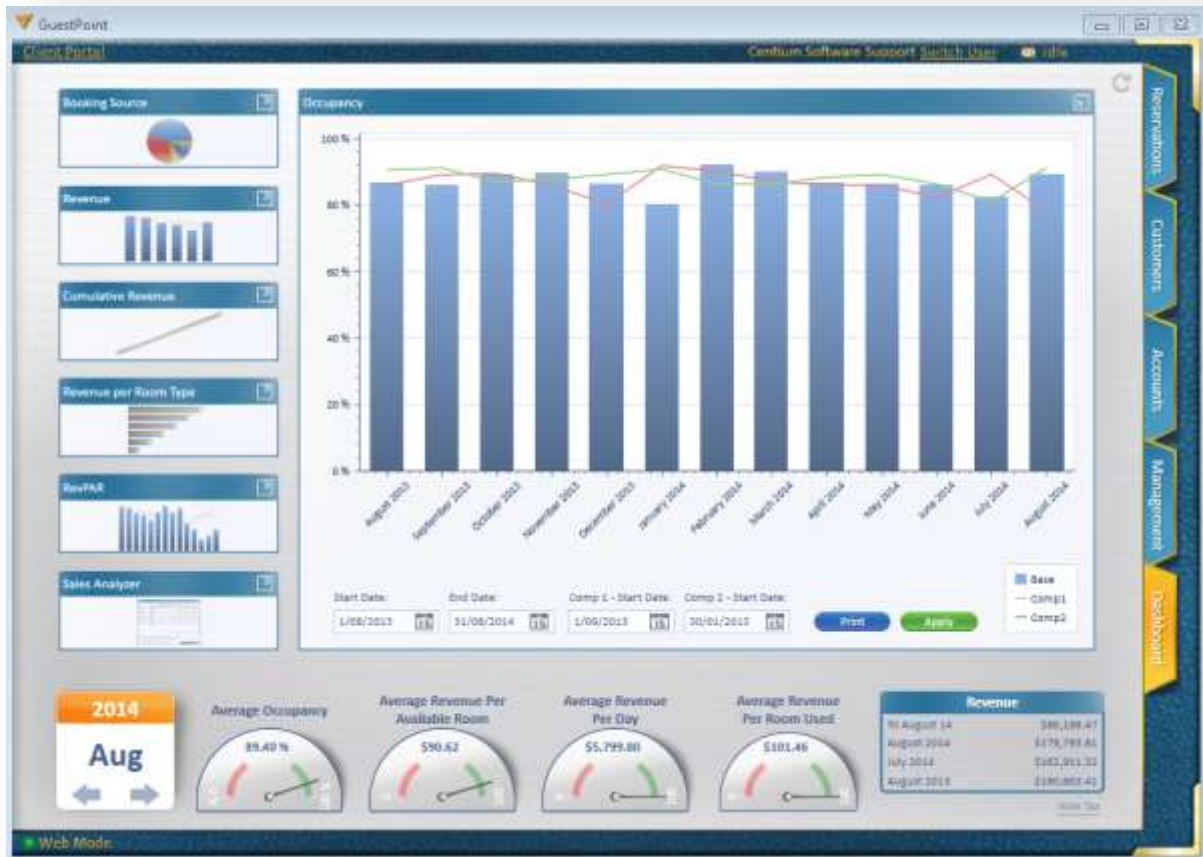 GuestPoint
Client Portal
Centium Software Support Switch User Idle
Booking Source
Revenue
Cumulative Revenue
Revenue per Room Type
RevPAR
Sales Analyzer
Occupancy
100 %
80 %
60 %
40 %
20 %
0 %
August 2013
September 2013
October 2013
November 2013
December 2013
January 2014
February 2014
March 2014
April 2014
May 2014
June 2014
July 2014
August 2014
Base
Comp1
Comp2
Start Date:
End Date:
Comp 1 - Start Date:
Comp 2 - Start Date:
1/08/2013
31/08/2014
1/09/2013
30/01/2013
Print
Apply
Reservations
Customers
Accounts
Management
Dashboard
2014
Aug
Average Occupancy
89.40 %
Average Revenue Per
Available Room
$90.62
Average Revenue
Per Day
$5,799.80
Average Revenue
Per Room Used
$101.46
Revenue
August 2014
July 2014
August 2013
Web Mode